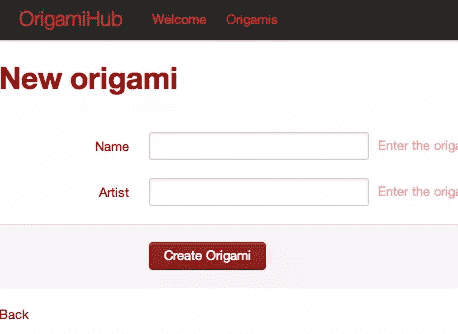 OrigamiHub Welcome Origamis
New origami
Name Enter the origa
Artist Enter the origa
Create Origami
Back